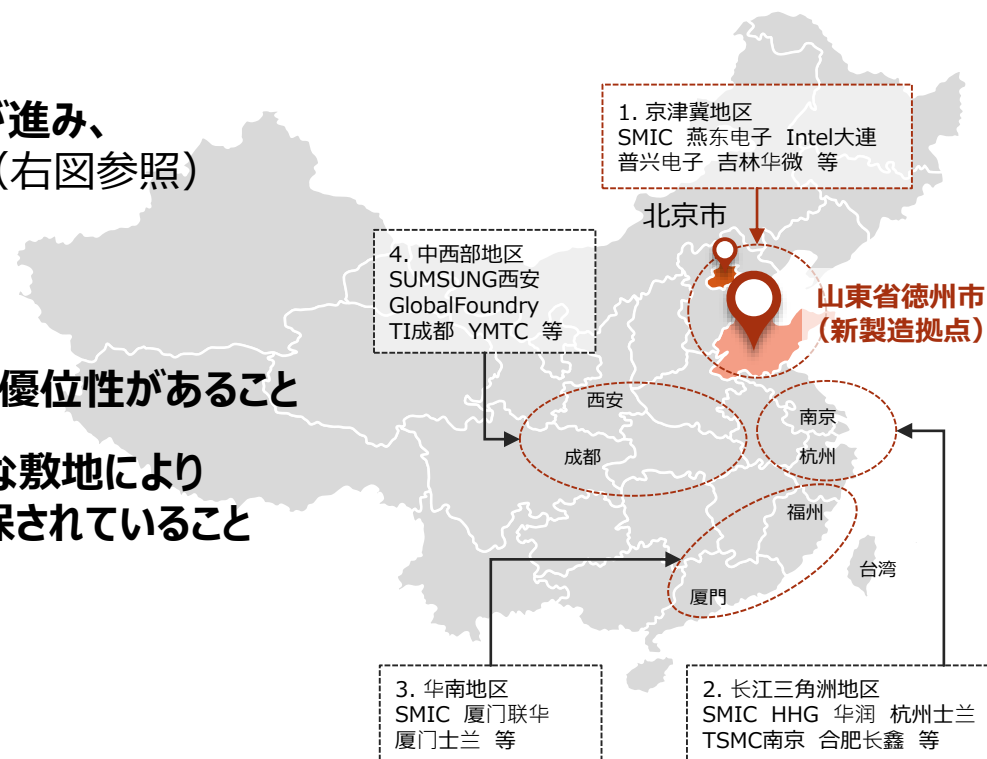 が進み、
（右図参照）
優位性があること
な敷地により
保されていること
1. 京津冀地区
SMIC 燕东电子 Intel大連
普兴电子 吉林华微 等
北京市
山東省徳州市
（新製造拠点）
4. 中西部地区
SUMSUNG西安
GlobalFoundry
TI成都 YMTC 等
西安
成都
南京
杭州
福州
台湾
厦門
3. 华南地区
SMIC 厦门联华
厦门士兰 等
2. 长江三角洲地区
SMIC HHG 华润 杭州士兰
TSMC南京 合肥长鑫 等